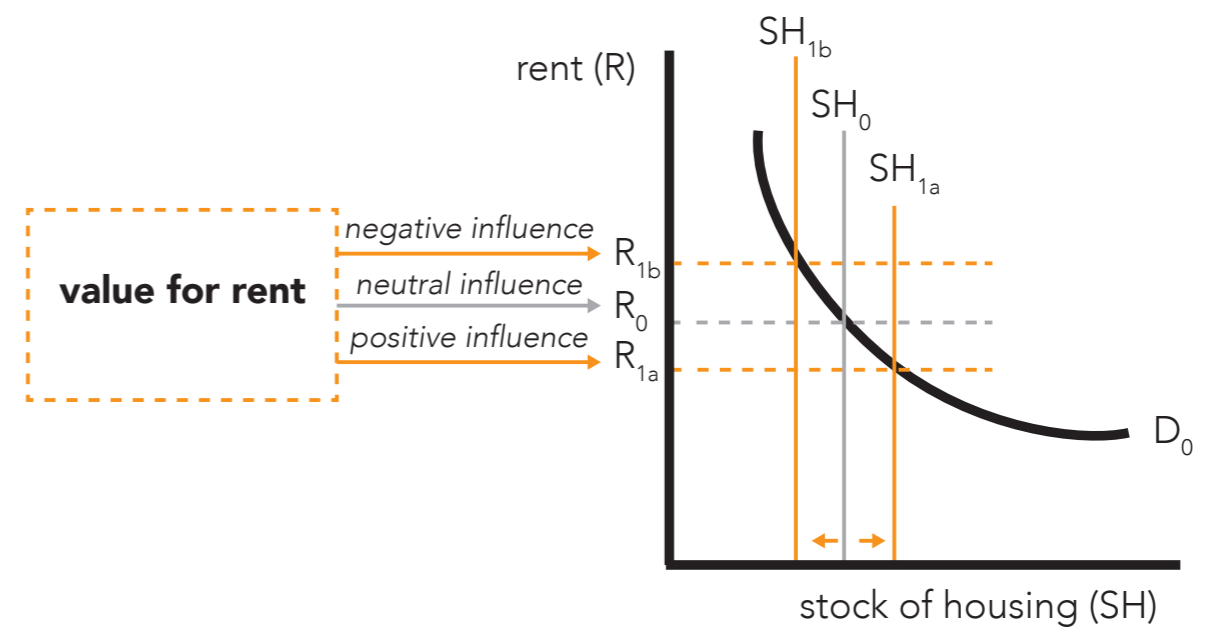 SH1b
rent (R)
SH0
SH1a
negative influence
R1b
value for rent
neutral influence
R0
positive influence
R1a
D0
stock of housing (SH)